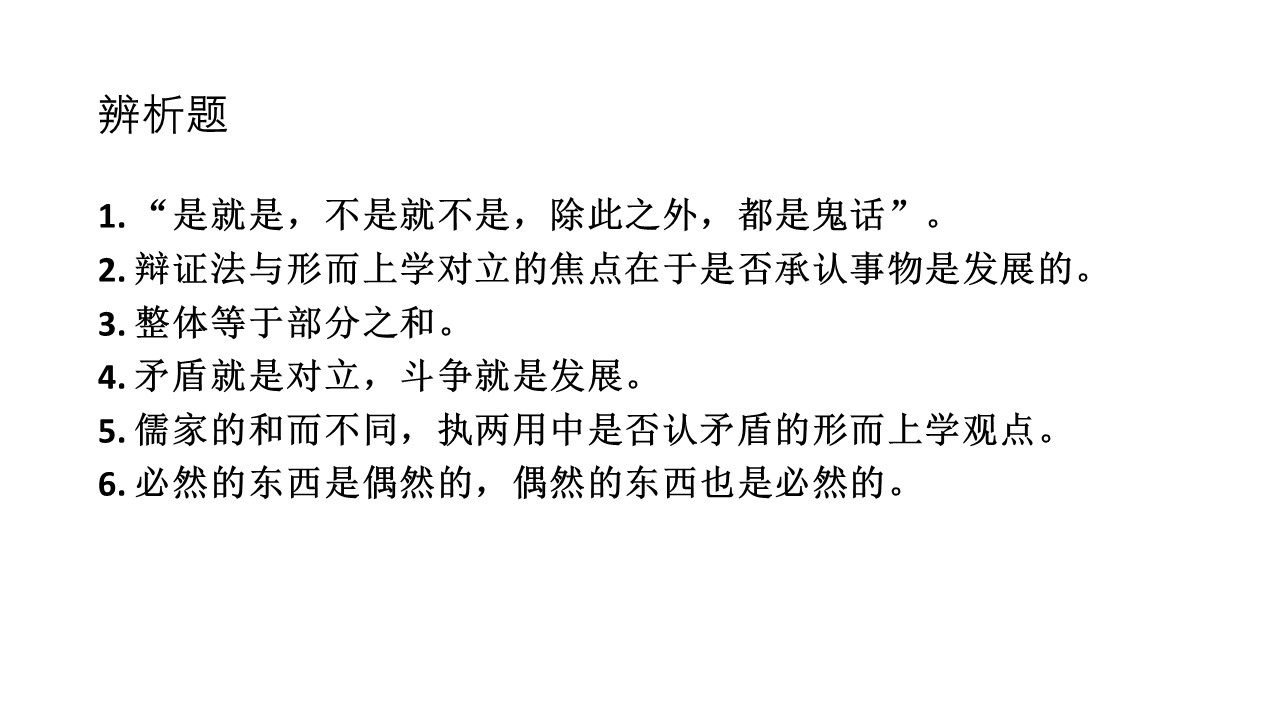 辨析题
1. “是就是，不是就不是，除此之外，都是鬼话”。
2. 辩证法与形而上学对立的焦点在于是否承认事物是发展的。
3. 整体等于部分之和。
4. 矛盾就是对立，斗争就是发展。
5. 儒家的和而不同，执两用中是否认矛盾的形而上学观点。
6. 必然的东西是偶然的，偶然的东西也是必然的。